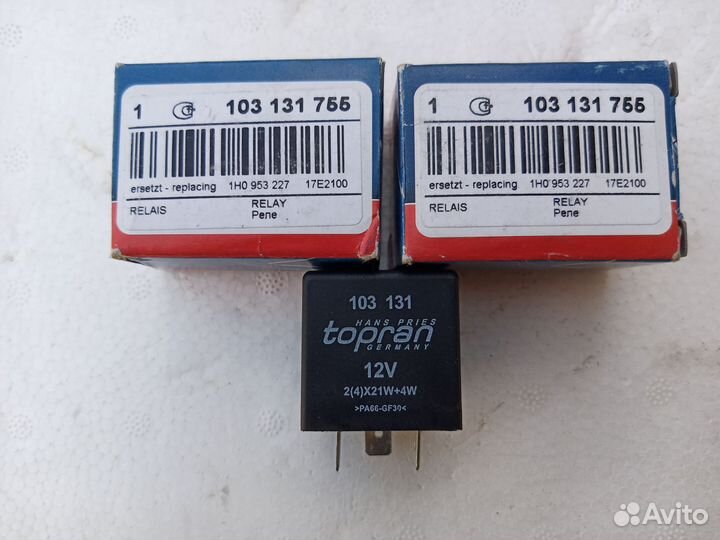 1 103 131 755
ersetzt - replacing 1H0 953 227 17E2100
RELAIS RELAY
Реле
1 103 131 755
ersetzt - replacing 1H0 953 227 17E2100
RELAIS RELAY
Реле
103 131
HANS PRIES
topran
GERMANY
12V
2(4)X21W+4W
>PA66-GF30<
Avito